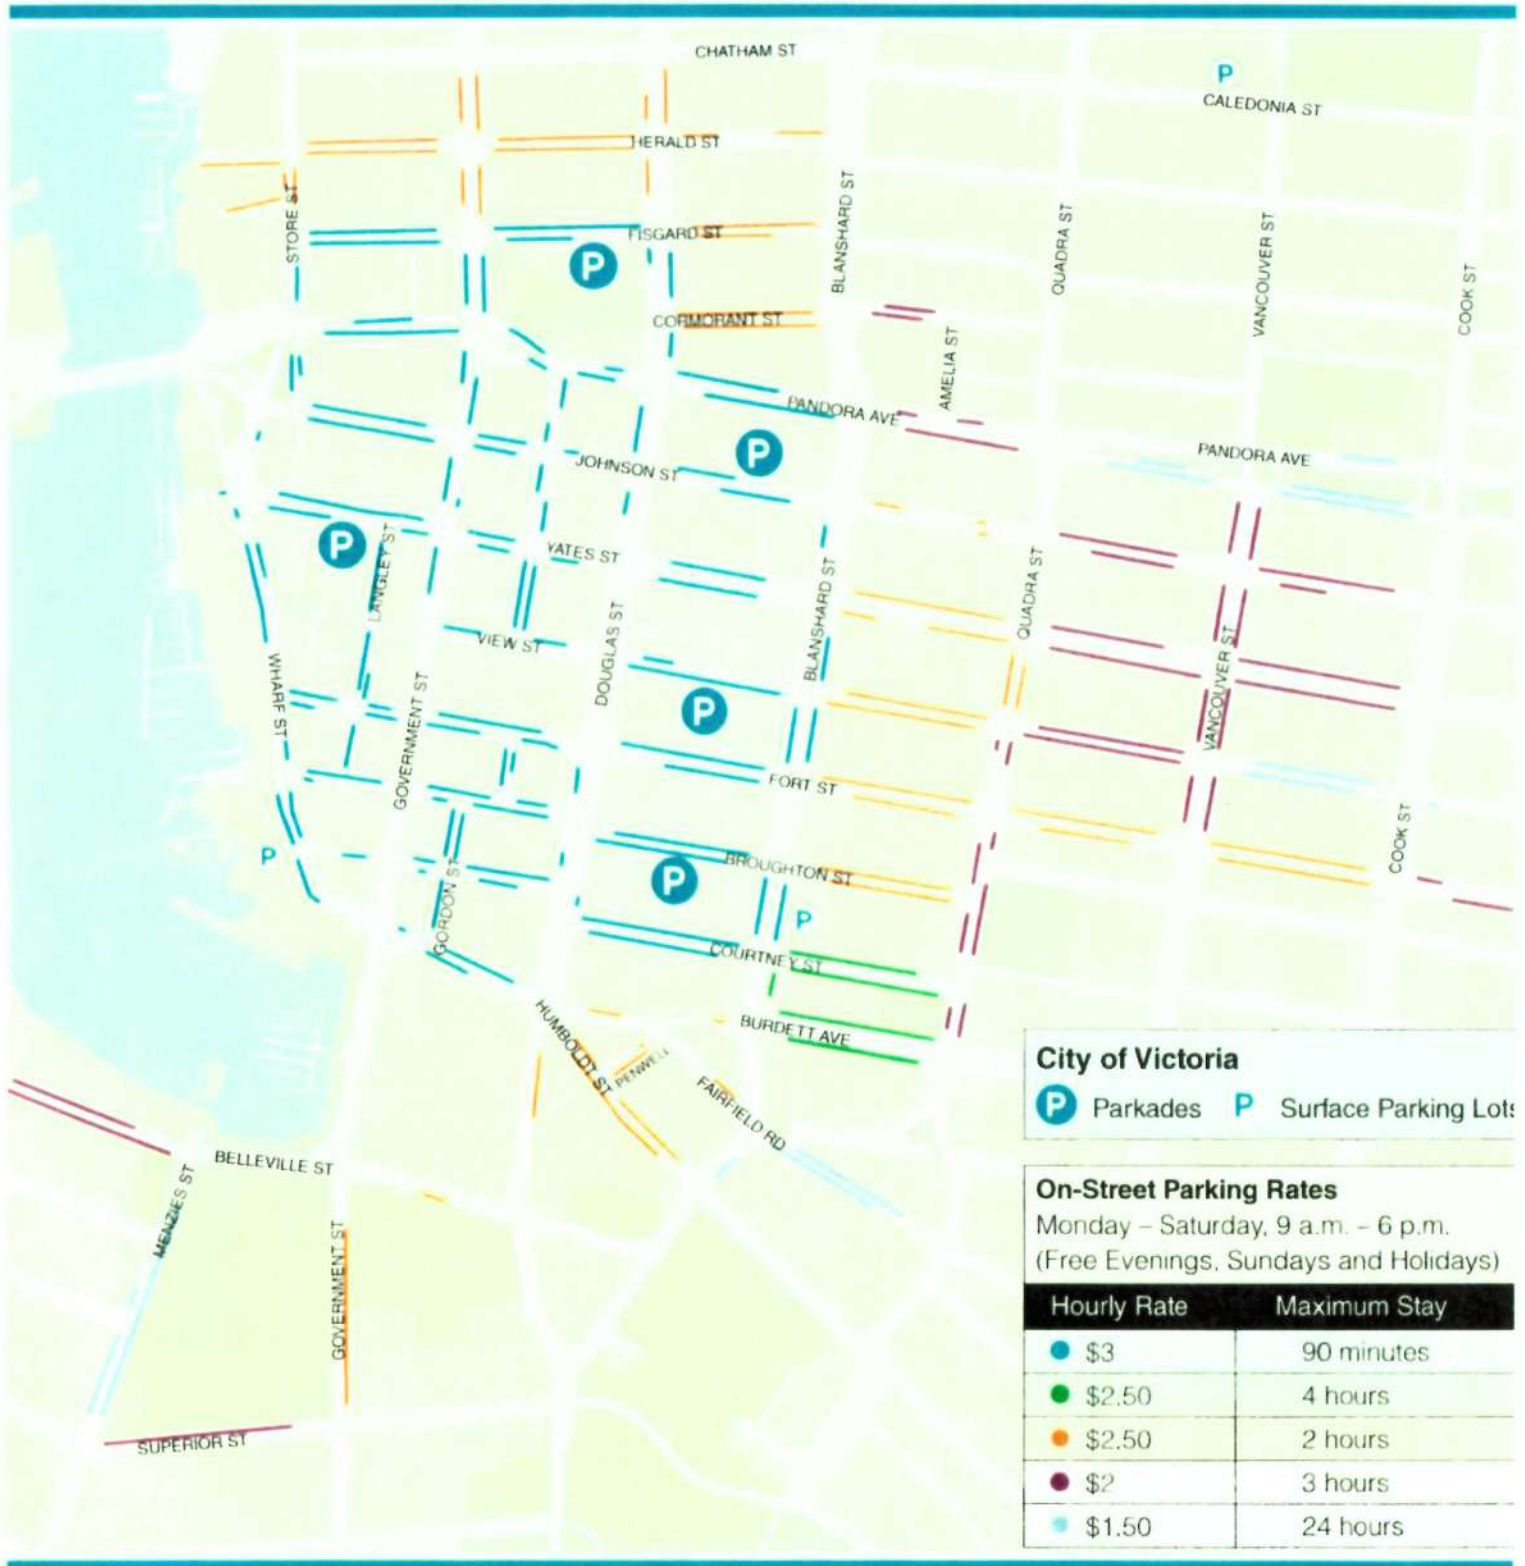 CHATHAM ST
P
CALEDONIA ST
HERALD ST
STORE ST
BLANSHARD ST
QUADRA ST
VANCOUVER ST
COOK ST
FISGARD ST
P
CORMORANT ST
AMELIA ST
PANDORA AVE
PANDORA AVE
P
JOHNSON ST
P
LANGLEY ST
YATES ST
QUADRA ST
BLANSHARD ST
VIEW ST
DOUGLAS ST
WHARF ST
GOVERNMENT ST
VANCOUVER ST
P
FORT ST
COOK ST
P
BROUGHTON ST
P
GORDON ST
P
COURTNEY ST
HUMBOLDT ST
BURDETT AVE
PENWELL
FAIRFIELD RD
BELLEVILLE ST
MENZIES ST
GOVERNMENT ST
SUPERIOR ST
City of Victoria
P Parkades P Surface Parking Lots
On-Street Parking Rates
Monday – Saturday, 9 a.m. – 6 p.m.
(Free Evenings, Sundays and Holidays)
Hourly Rate Maximum Stay
$3 90 minutes
$2.50 4 hours
$2.50 2 hours
$2 3 hours
$1.50 24 hours